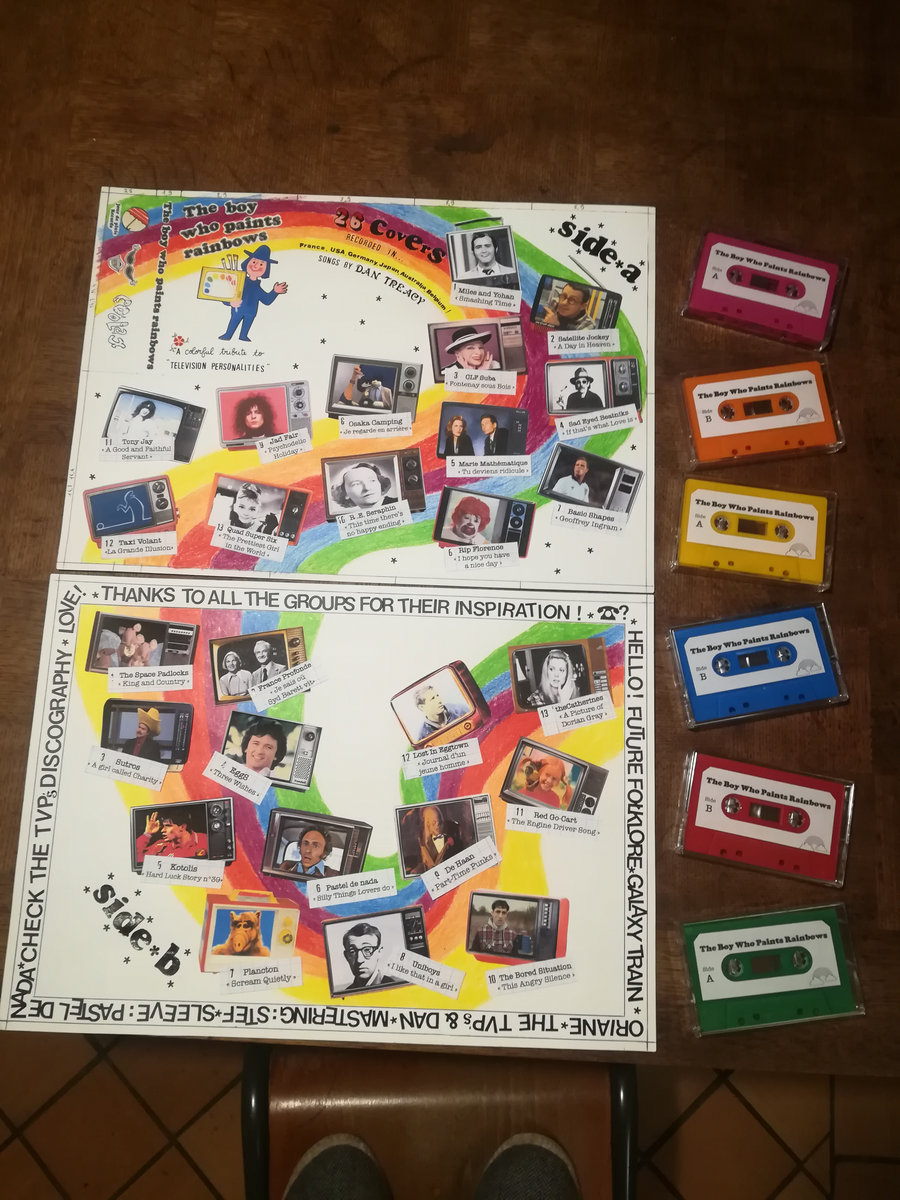 The boy who paints rainbows
The boy
who paints
rainbows
26 Covers
RECORDED IN...
France, USA, Germany, Japan, Australia, Belgium!
SONGS BY DAN TREACY
side*a
A colorful tribute to
"TELEVISION PERSONALITIES"
1 Miles and Yohan
« Smashing Time »
2 Satellite Jockey
« A Day in Heaven »
3 CLP Suba
« Fontenay sous Bois »
4 Sad Eyed Beatniks
« If that's what Love is »
5 Marie Mathématique
« Tu deviens ridicule »
6 Osaka Camping
« Je regarde en arrière »
7 Basic Shapes
« Geoffrey Ingram »
6 Rip Florence
« I hope you have
a nice day »
9 Jad Fair
« Psychedelic
Holiday »
R.E. Seraphin
« This time there's
no happy ending »
11 Tony Jay
« A Good and Faithful
Servant »
12 Taxi Volant
« La Grande Illusion »
13 Quad Super Six
« The Prettiest Girl
in the World »
* THANKS TO ALL THE GROUPS FOR THEIR INSPIRATION ! * ☎?
* HELLO! FUTURE FOLKLORE*GALAXY TRAIN *
ORIANE*THE TVPs & DAN*MASTERING: STEF*SLEEVE: PASTEL DE
NADA*CHECK THE TVP's DISCOGRAPHY * LOVE!
The Space Padlocks
« King and Country »
France Profonde
« Je sais où
Syd Barett vit »
3 Sutros
« A girl called Charity »
4 EggS
« Three Wishes »
5 Kotolis
« Hard Luck Story n°39 »
6 Pastel de nada
« Silly Things Lovers do »
7 Plancton
« Scream Quietly »
8 Usiboys
« I like that in a girl »
9 De Haan
« Part-Time Punks »
10 The Bored Situation
« This Angry Silence »
11 Red Go-Cart
« The Engine Driver Song »
12 Lost In Eggtown
« Journal d'un
jeune homme »
13 theCatherines
« A Picture of
Dorian Gray »
side*b
The Boy Who Paints Rainbows
Side
A
The Boy Who Paints Rainbows
Side
B
The Boy Who Paints Rainbows
Side
A
The Boy Who Paints Rainbows
Side
B
The Boy Who Paints Rainbows
Side
B
The Boy Who Paints Rainbows
Side
A